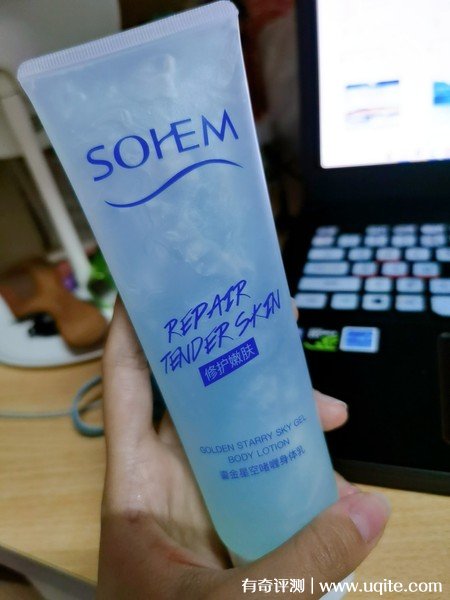 SOHEM
REPAIR
TENDER SKIN
修护嫩肤
GOLDEN STARRY SKY GEL
BODY LOTION
鎏金星空啫喱身体乳
有奇评测 | www.uqite.com